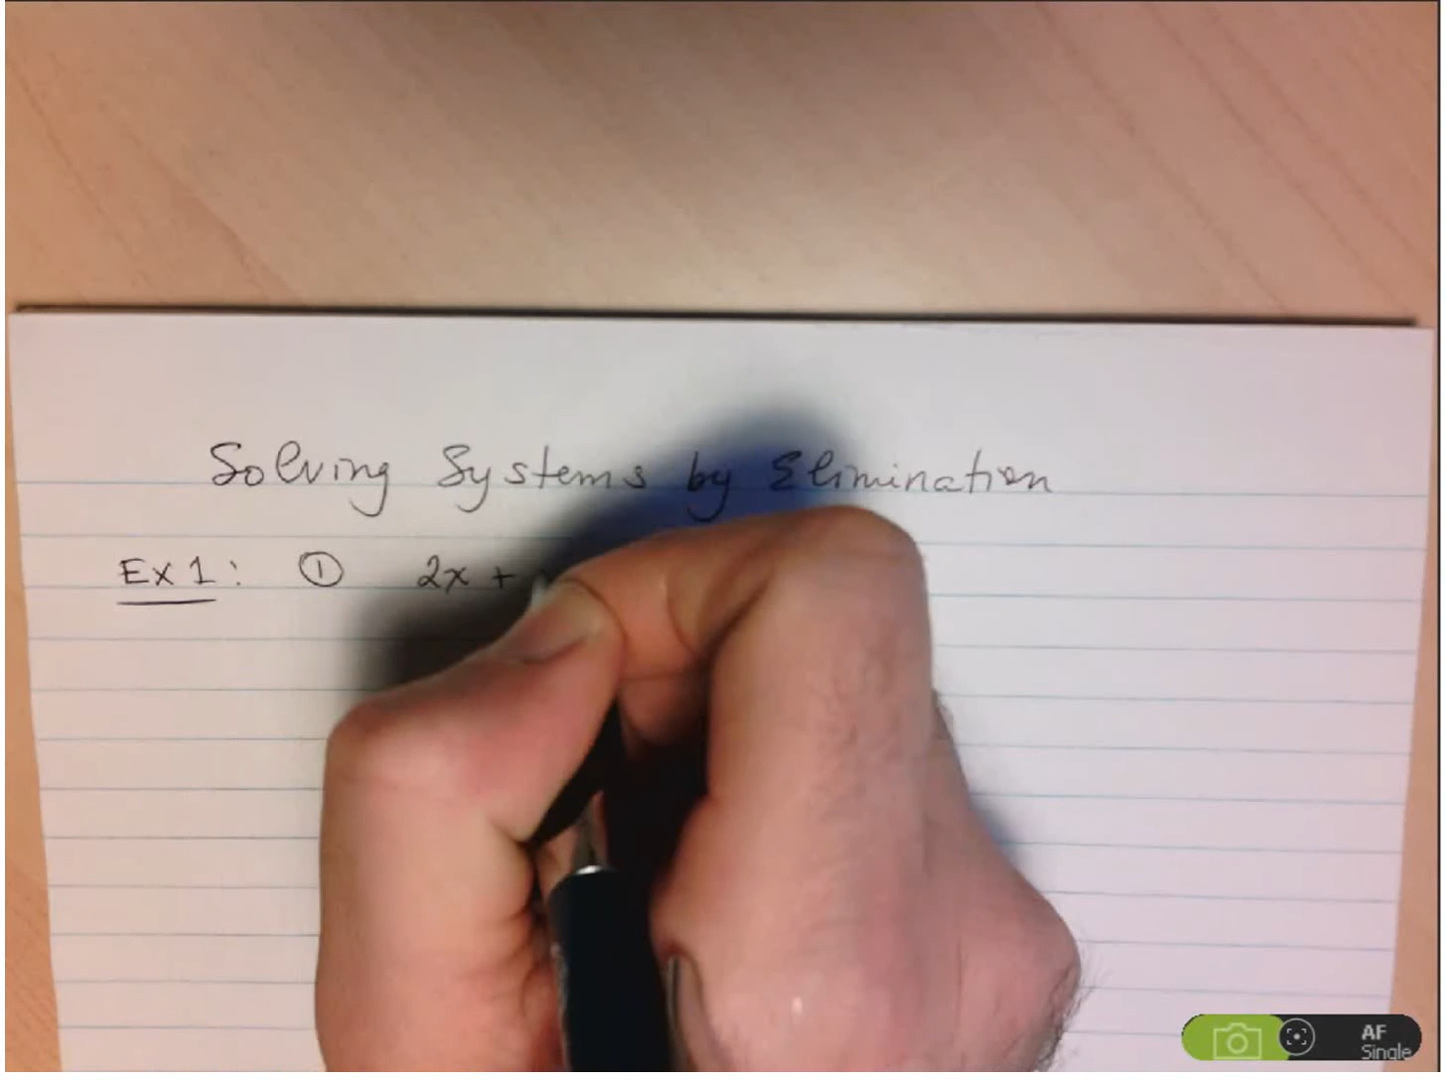 Solving Systems by Elimination
Ex 1: ① 2x +
AF
Single